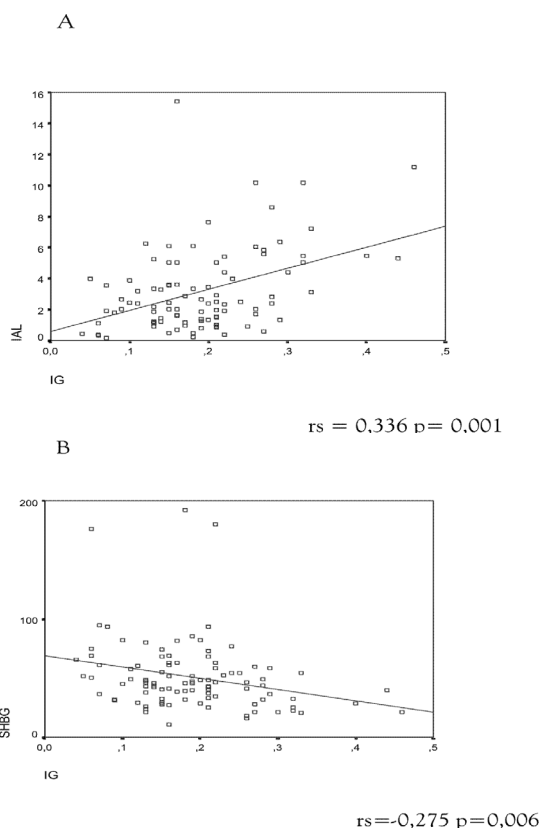 A
16
14
12
10
8
6
4
2
0
IAL
0,0 ,1 ,2 ,3 ,4 ,5
IG
rs = 0,336 p= 0,001
B
200
100
0
SHBG
0,0 ,1 ,2 ,3 ,4 ,5
IG
rs=-0,275 p=0,006